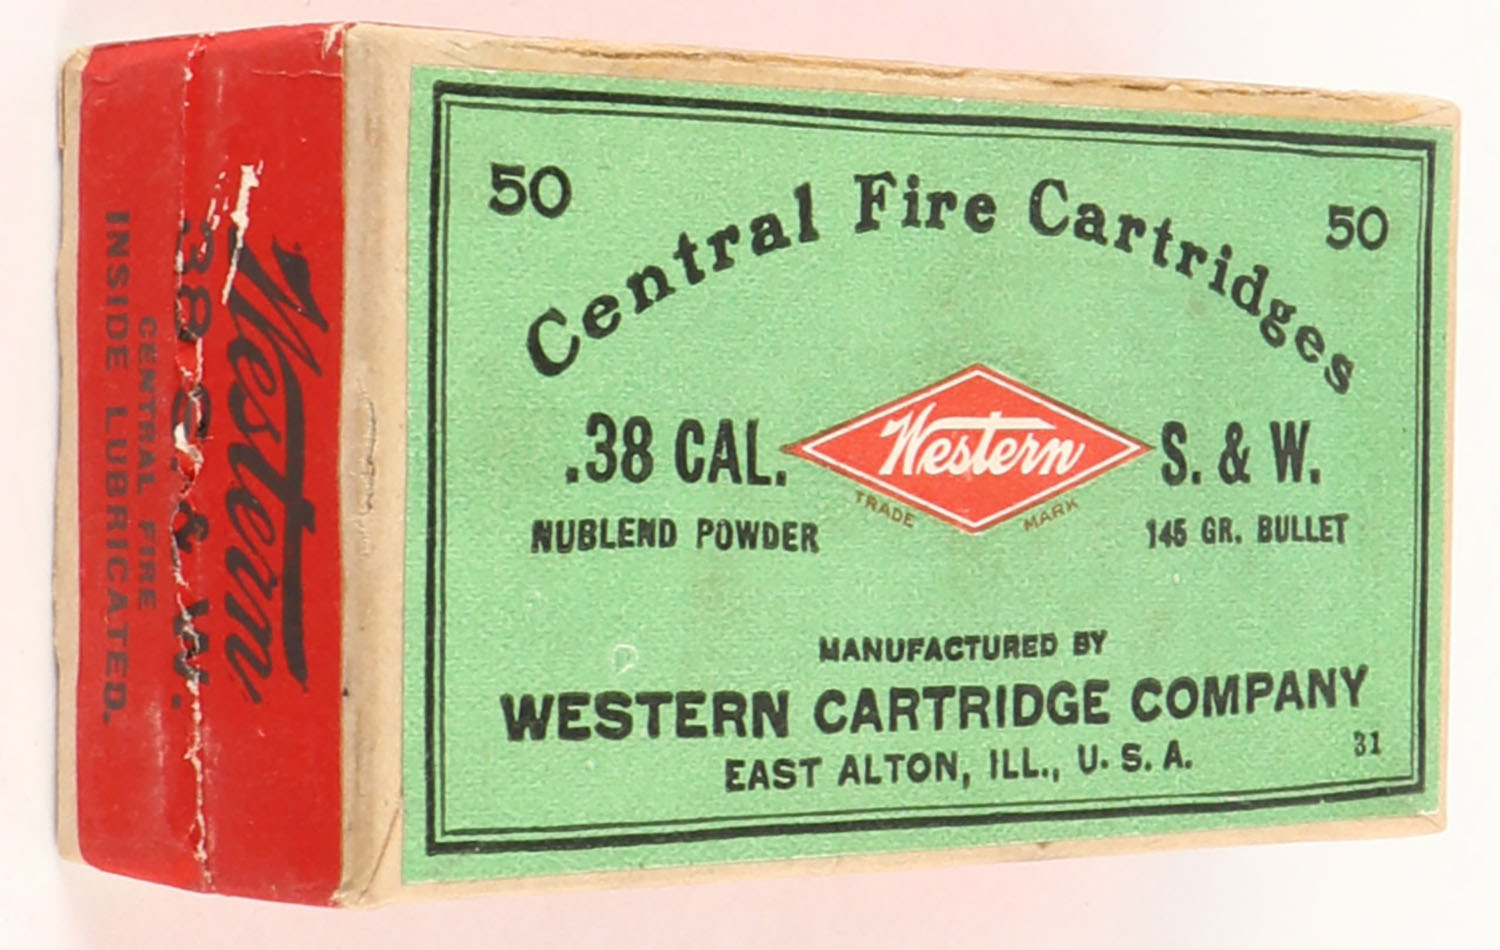 50 50
Central Fire Cartridges
.38 CAL. Western S. & W.
TRADE MARK
NUBLEND POWDER 145 GR. BULLET
MANUFACTURED BY
WESTERN CARTRIDGE COMPANY
EAST ALTON, ILL., U.S.A.
31
Western
38 S. & W.
CENTRAL FIRE
INSIDE LUBRICATED.